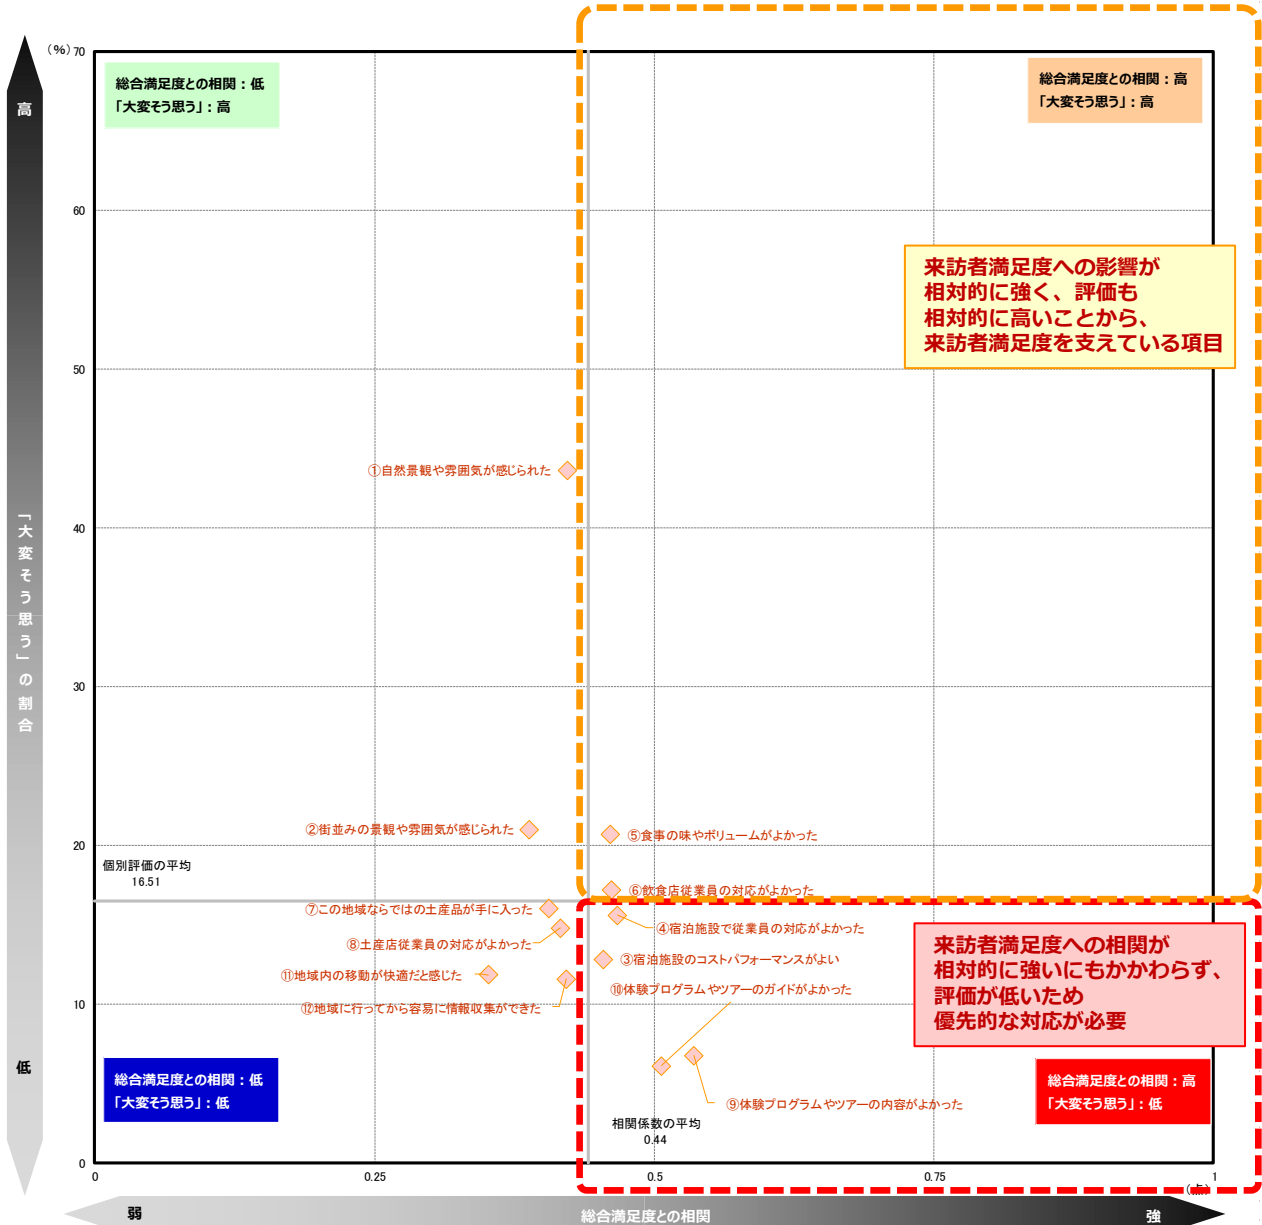 (%)
70
60
50
40
30
20
10
0
0
0.25
0.5
0.75
1
(点)
高
「大変そう思う」の割合
低
総合満足度との相関：低
「大変そう思う」：高
総合満足度との相関：高
「大変そう思う」：高
来訪者満足度への影響が
相対的に強く、評価も
相対的に高いことから、
来訪者満足度を支えている項目
①自然景観や雰囲気が感じられた
②街並みの景観や雰囲気が感じられた
⑤食事の味やボリュームがよかった
個別評価の平均
16.51
⑥飲食店従業員の対応がよかった
⑦この地域ならではの土産品が手に入った
④宿泊施設で従業員の対応がよかった
⑧土産店従業員の対応がよかった
③宿泊施設のコストパフォーマンスがよい
⑪地域内の移動が快適だと感じた
⑩体験プログラムやツアーのガイドがよかった
⑫地域に行ってから容易に情報収集ができた
来訪者満足度への相関が
相対的に強いにもかかわらず、
評価が低いため
優先的な対応が必要
総合満足度との相関：低
「大変そう思う」：低
総合満足度との相関：高
「大変そう思う」：低
⑨体験プログラムやツアーの内容がよかった
相関係数の平均
0.44
弱
総合満足度との相関
強